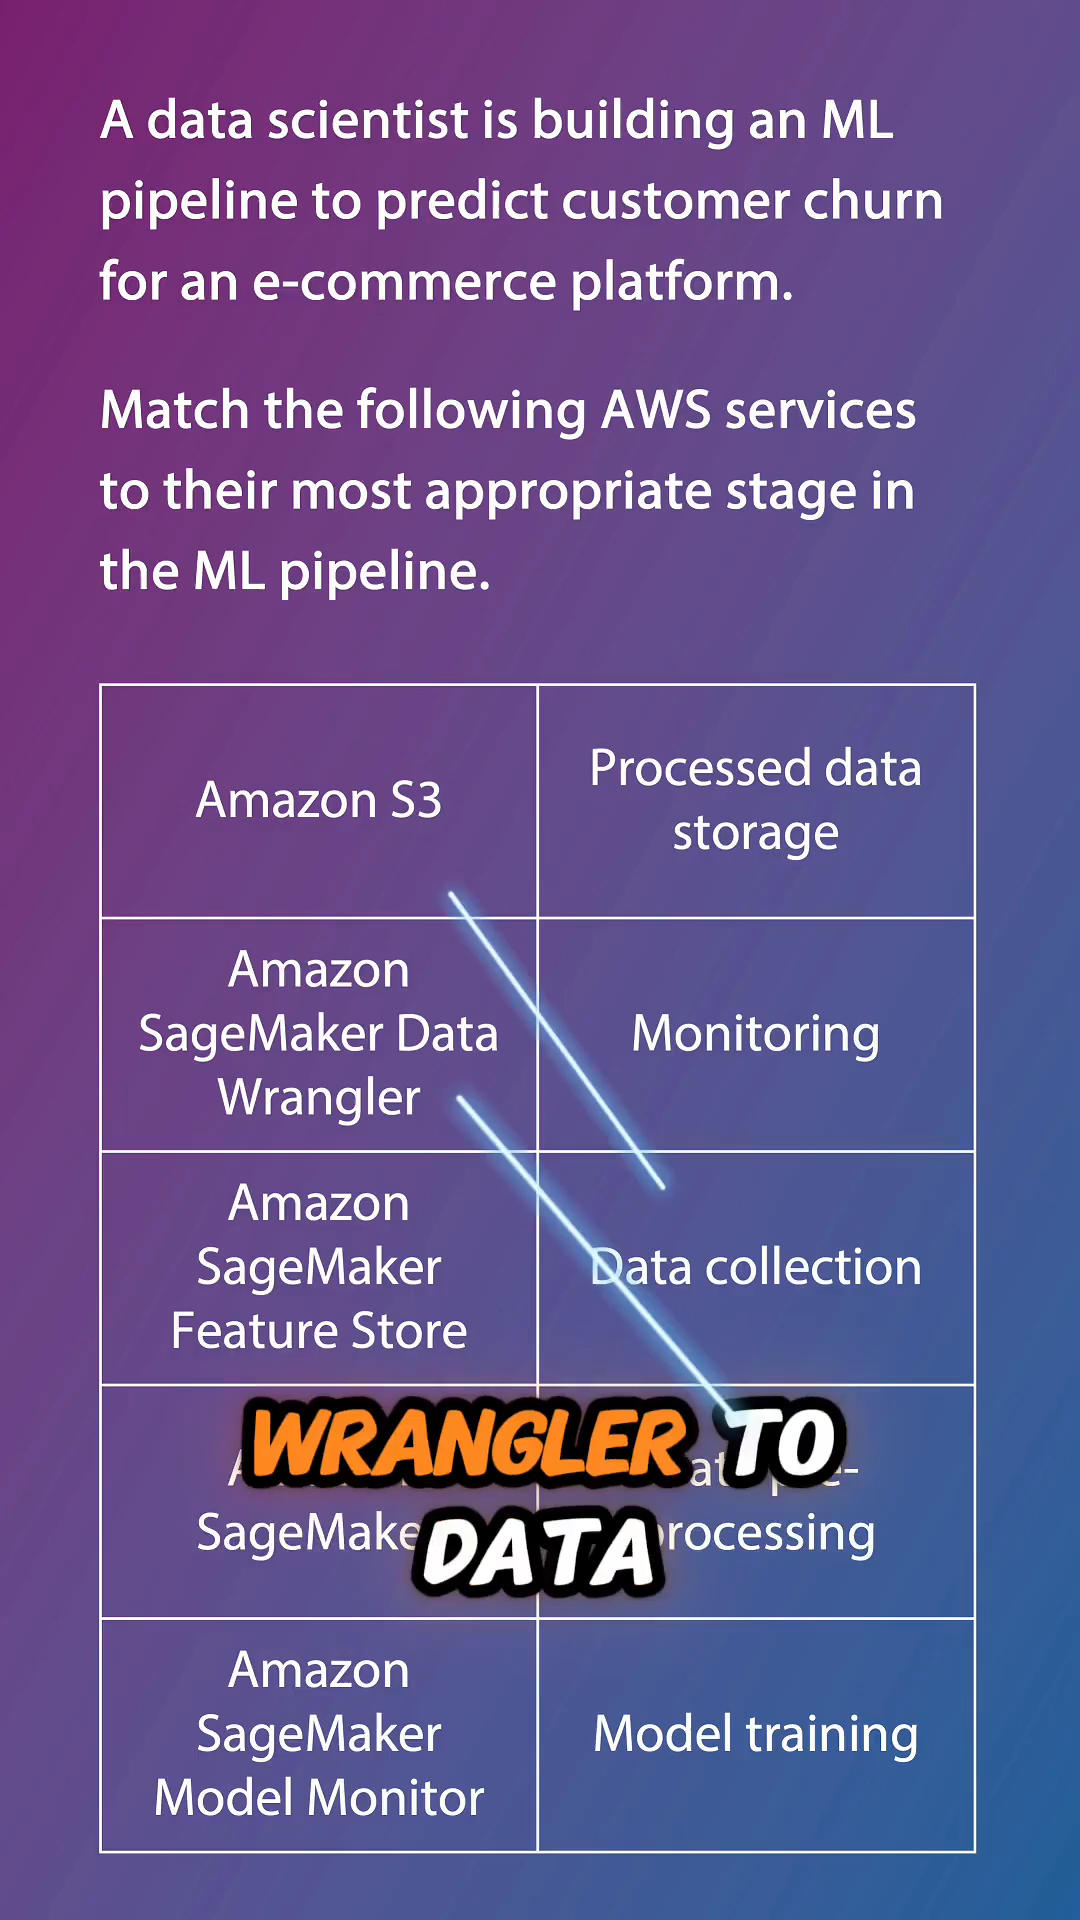 A data scientist is building an ML
pipeline to predict customer churn
for an e-commerce platform.
Match the following AWS services
to their most appropriate stage in
the ML pipeline.
Amazon S3
Processed data
storage
Amazon
SageMaker Data
Wrangler
Monitoring
Amazon
SageMaker
Feature Store
Data collection
WRANGLER TO
DATA
Amazon
SageMaker
Model Monitor
Model training